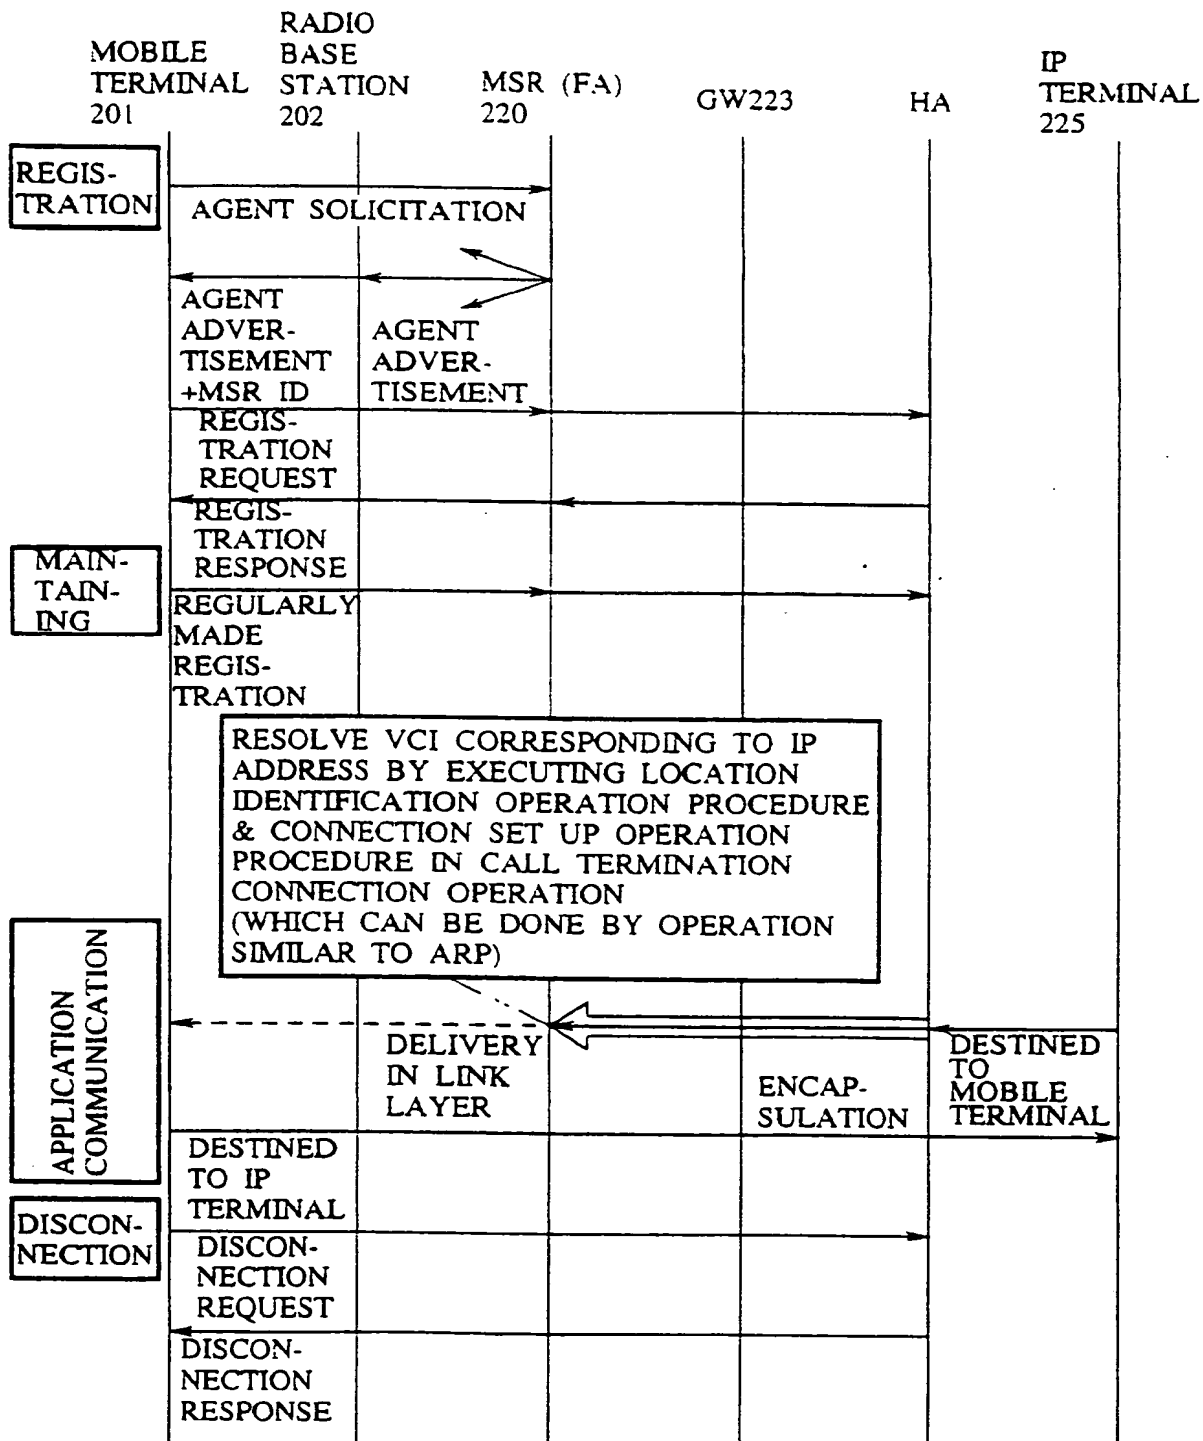 MOBILE
TERMINAL
201
RADIO
BASE
STATION
202
MSR (FA)
220
GW223
HA
IP
TERMINAL
225
REGIS-
TRATION
AGENT SOLICITATION
AGENT
ADVER-
TISEMENT
+MSR ID
AGENT
ADVER-
TISEMENT
REGIS-
TRATION
REQUEST
REGIS-
TRATION
RESPONSE
MAIN-
TAIN-
ING
REGULARLY
MADE
REGIS-
TRATION
RESOLVE VCI CORRESPONDING TO IP
ADDRESS BY EXECUTING LOCATION
IDENTIFICATION OPERATION PROCEDURE
& CONNECTION SET UP OPERATION
PROCEDURE IN CALL TERMINATION
CONNECTION OPERATION
(WHICH CAN BE DONE BY OPERATION
SIMILAR TO ARP)
APPLICATION
COMMUNICATION
DELIVERY
IN LINK
LAYER
ENCAP-
SULATION
DESTINED
TO
MOBILE
TERMINAL
DESTINED
TO IP
TERMINAL
DISCON-
NECTION
DISCON-
NECTION
REQUEST
DISCON-
NECTION
RESPONSE